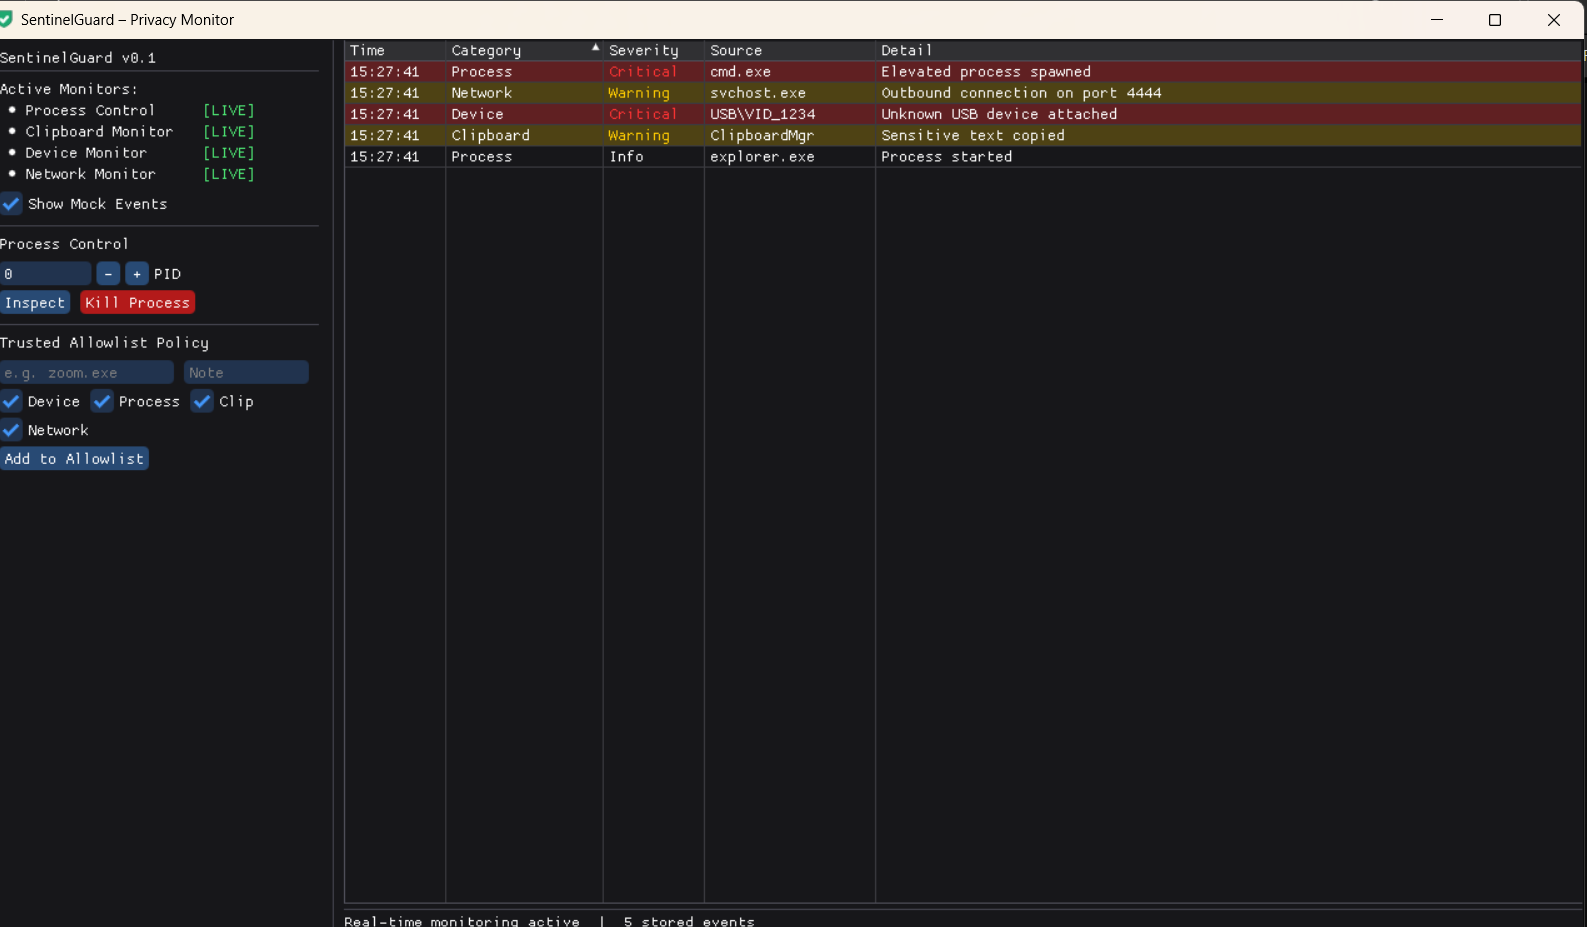 SentinelGuard – Privacy Monitor
SentinelGuard v0.1
Active Monitors:
Process Control [LIVE]
Clipboard Monitor [LIVE]
Device Monitor [LIVE]
Network Monitor [LIVE]
Show Mock Events
Process Control
0 - + PID
Inspect Kill Process
Trusted Allowlist Policy
e.g. zoom.exe Note
Device Process Clip
Network
Add to Allowlist
Time Category Severity Source Detail
15:27:41 Process Critical cmd.exe Elevated process spawned
15:27:41 Network Warning svchost.exe Outbound connection on port 4444
15:27:41 Device Critical USB\VID_1234 Unknown USB device attached
15:27:41 Clipboard Warning ClipboardMgr Sensitive text copied
15:27:41 Process Info explorer.exe Process started
Real-time monitoring active | 5 stored events